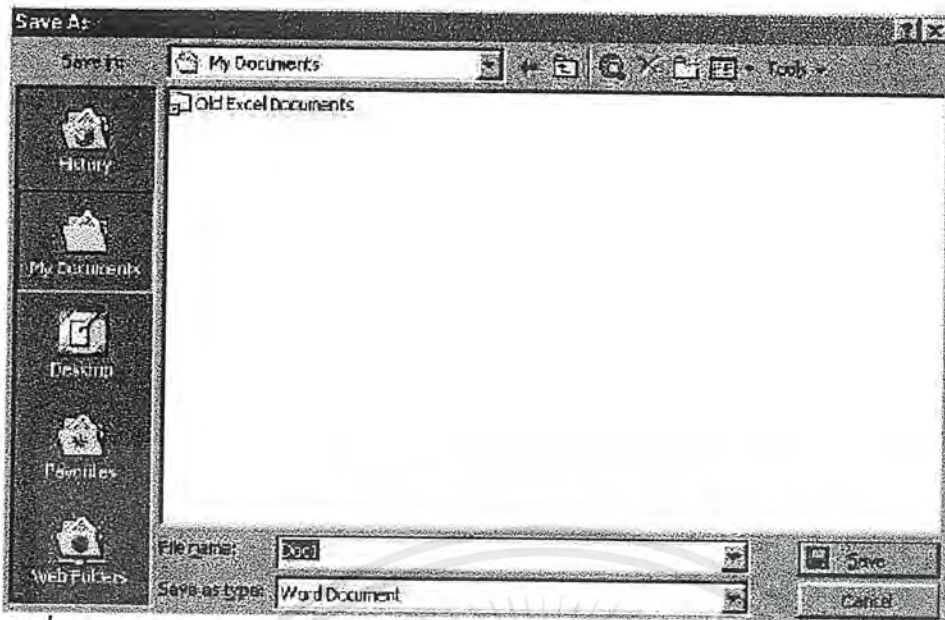 Save As
Save in:
My Documents
Tools
Old Excel Documents
History
My Documents
Desktop
Favorites
Web Folders
File name:
Doc1
Save
Save as type:
Word Document
Cancel